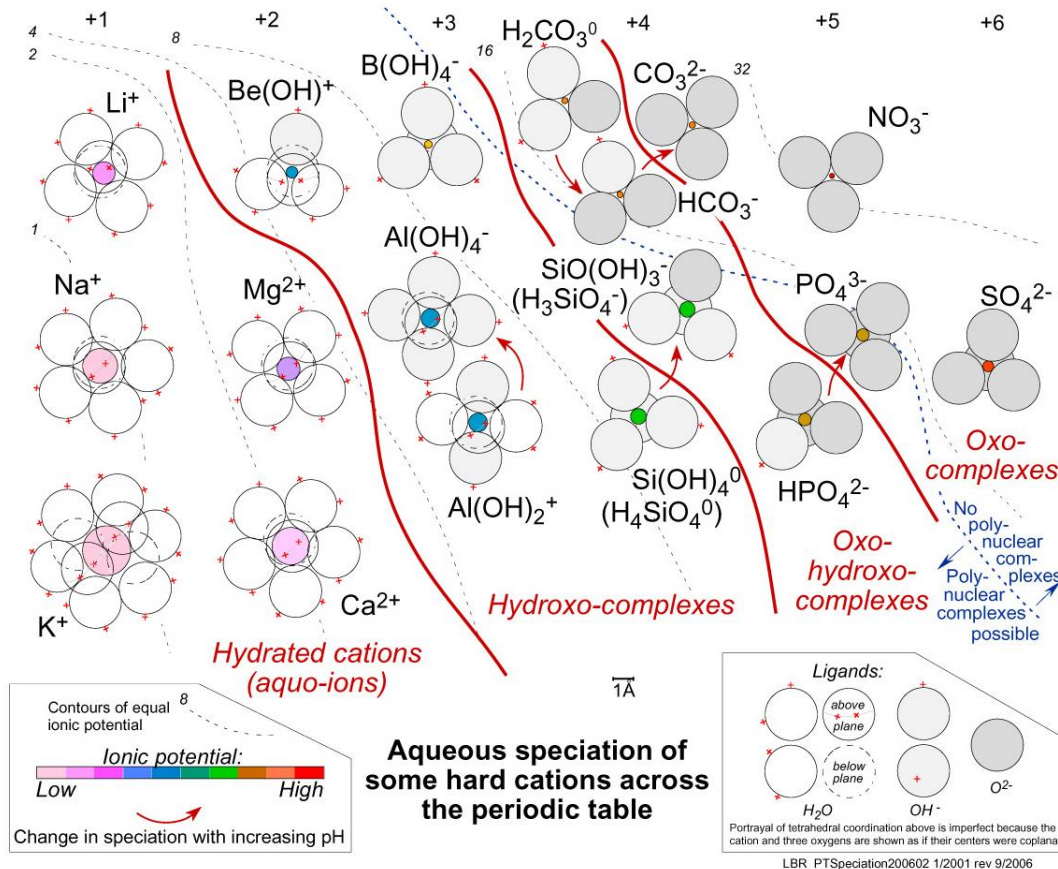 +1 +2 +3 +4 +5 +6
4
2
8
16
32
1
Li⁺
Be(OH)⁺
B(OH)₄⁻
H₂CO₃⁰
CO₃²⁻
NO₃⁻
HCO₃⁻
Na⁺
Mg²⁺
Al(OH)₄⁻
SiO(OH)₃⁻
(H₃SiO₄⁻)
PO₄³⁻
SO₄²⁻
K⁺
Ca²⁺
Al(OH)₂⁺
Si(OH)₄⁰
(H₄SiO₄⁰)
HPO₄²⁻
Hydrated cations
(aquo-ions)
Hydroxo-complexes
Oxo-
hydroxo-
complexes
Oxo-
complexes
No
poly-
nuclear
com-
plexes
Poly-
nuclear
complexes
possible
Contours of equal
ionic potential
8
Ionic potential:
Low High
Change in speciation with increasing pH
1Å
Aqueous speciation of
some hard cations across
the periodic table
Ligands:
above
plane
below
plane
H₂O
OH⁻
O²⁻
Portrayal of tetrahedral coordination above is imperfect because the
cation and three oxygens are shown as if their centers were coplana
LBR PTSpeciation200602 1/2001 rev 9/2006